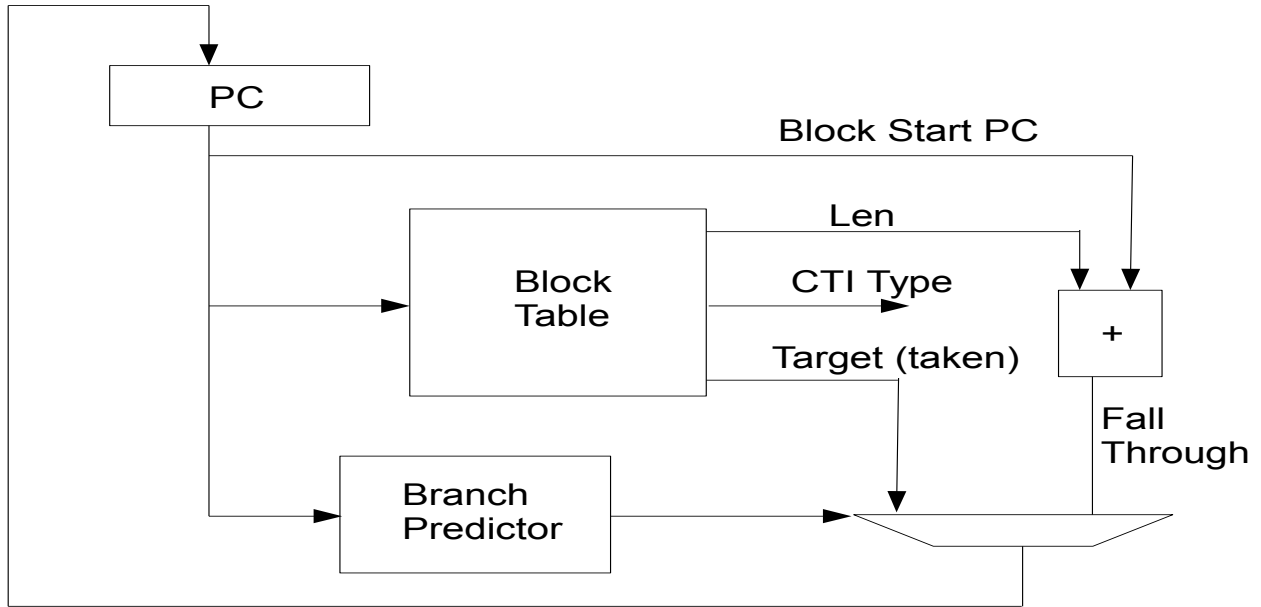 PC
Block Start PC
Len
Block
Table
CTI Type
+
Target (taken)
Fall
Through
Branch
Predictor